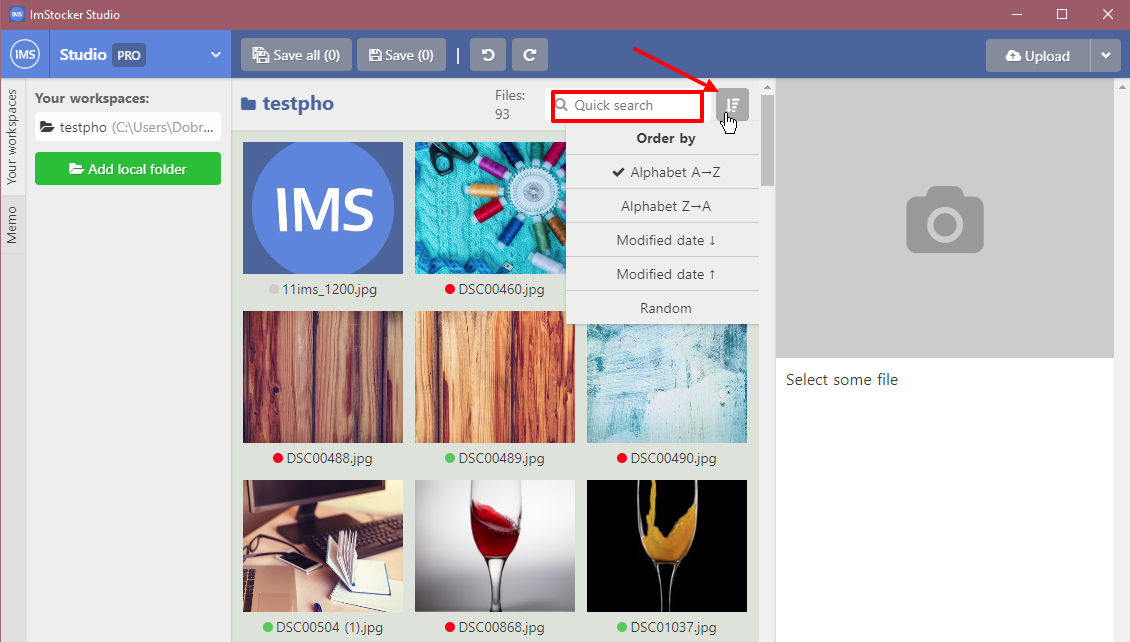 IMS ImStocker Studio
IMS Studio PRO
Save all (0) Save (0) |
Upload
Your workspaces
Memo
Your workspaces:
testpho (C:\Users\Dobr...
Add local folder
testpho
Files:
93
Quick search
Order by
Alphabet A→Z
Alphabet Z→A
Modified date ↓
Modified date ↑
Random
IMS
11ims_1200.jpg
DSC00460.jpg
DSC00488.jpg
DSC00489.jpg
DSC00490.jpg
DSC00504 (1).jpg
DSC00868.jpg
DSC01037.jpg
Select some file